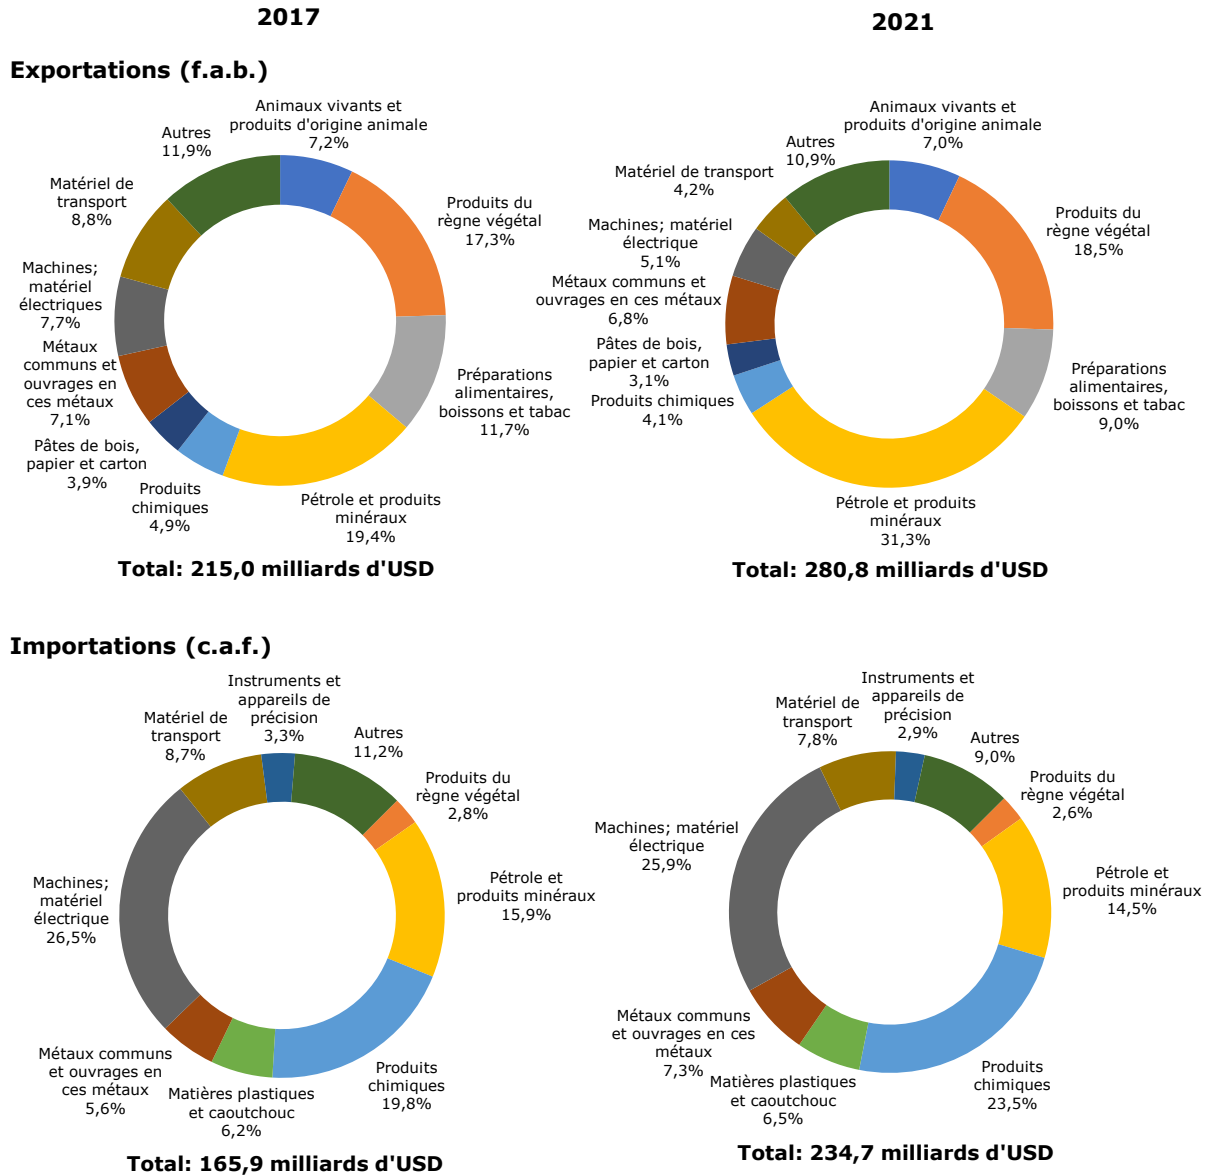 2017
2021
Exportations (f.a.b.)
Animaux vivants et
produits d'origine animale
7,2%
Produits du
règne végétal
17,3%
Préparations
alimentaires,
boissons et tabac
11,7%
Pétrole et produits
minéraux
19,4%
Produits
chimiques
4,9%
Pâtes de bois,
papier et carton
3,9%
Métaux
communs et
ouvrages en
ces métaux
7,1%
Machines;
matériel
électriques
7,7%
Matériel de
transport
8,8%
Autres
11,9%
Total: 215,0 milliards d'USD
Animaux vivants et
produits d'origine animale
7,0%
Produits du
règne végétal
18,5%
Préparations
alimentaires,
boissons et tabac
9,0%
Pétrole et produits
minéraux
31,3%
Produits chimiques
4,1%
Pâtes de bois,
papier et carton
3,1%
Métaux communs et
ouvrages en ces métaux
6,8%
Machines; matériel
électrique
5,1%
Matériel de transport
4,2%
Autres
10,9%
Total: 280,8 milliards d'USD
Importations (c.a.f.)
Instruments et
appareils de
précision
3,3%
Autres
11,2%
Produits du
règne végétal
2,8%
Pétrole et
produits minéraux
15,9%
Produits
chimiques
19,8%
Matières plastiques
et caoutchouc
6,2%
Métaux communs
et ouvrages en
ces métaux
5,6%
Machines;
matériel
électrique
26,5%
Matériel de
transport
8,7%
Total: 165,9 milliards d'USD
Instruments et
appareils de
précision
2,9%
Autres
9,0%
Produits du
règne végétal
2,6%
Pétrole et
produits minéraux
14,5%
Produits
chimiques
23,5%
Matières plastiques
et caoutchouc
6,5%
Métaux communs
et ouvrages en ces
métaux
7,3%
Machines; matériel
électrique
25,9%
Matériel de
transport
7,8%
Total: 234,7 milliards d'USD